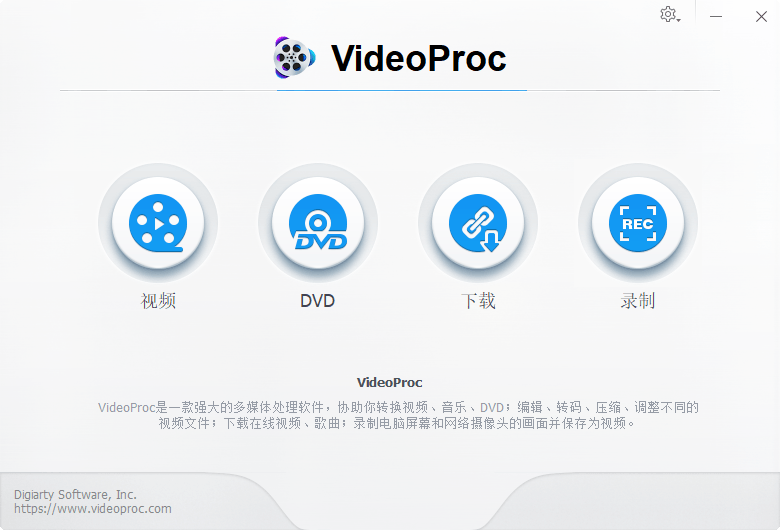 VideoProc
REC
视频
DVD
DVD
下载
录制
VideoProc
VideoProc是一款强大的多媒体处理软件，协助你转换视频、音乐、DVD；编辑、转码、压缩、调整不同的
视频文件；下载在线视频、歌曲；录制电脑屏幕和网络摄像头的画面并保存为视频。
Digiarty Software, Inc.
https://www.videoproc.com